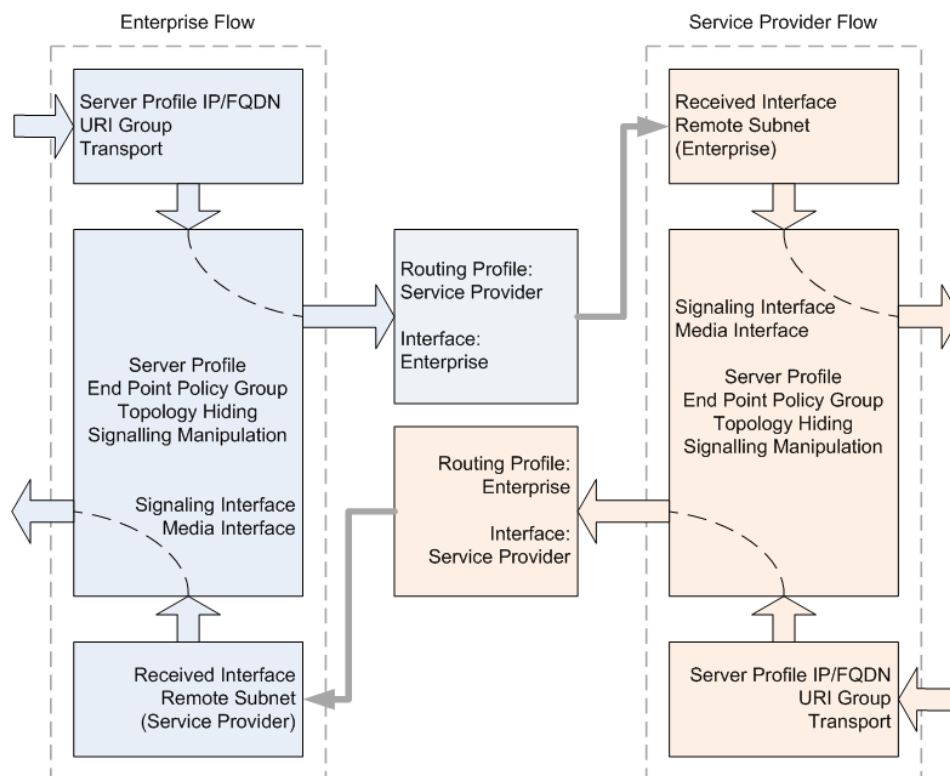 Enterprise Flow
Service Provider Flow
Server Profile IP/FQDN
URI Group
Transport
Received Interface
Remote Subnet
(Enterprise)
Routing Profile:
Service Provider
Interface:
Enterprise
Server Profile
End Point Policy Group
Topology Hiding
Signalling Manipulation
Signaling Interface
Media Interface
Signaling Interface
Media Interface
Server Profile
End Point Policy Group
Topology Hiding
Signalling Manipulation
Routing Profile:
Enterprise
Interface:
Service Provider
Received Interface
Remote Subnet
(Service Provider)
Server Profile IP/FQDN
URI Group
Transport